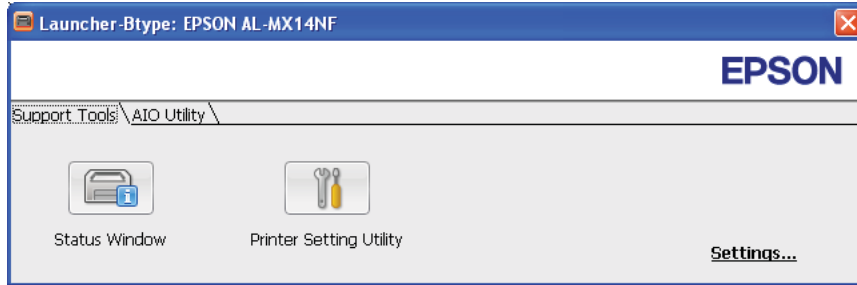 Launcher-Btype: EPSON AL-MX14NF
EPSON
Support Tools AIO Utility
Status Window Printer Setting Utility
Settings...